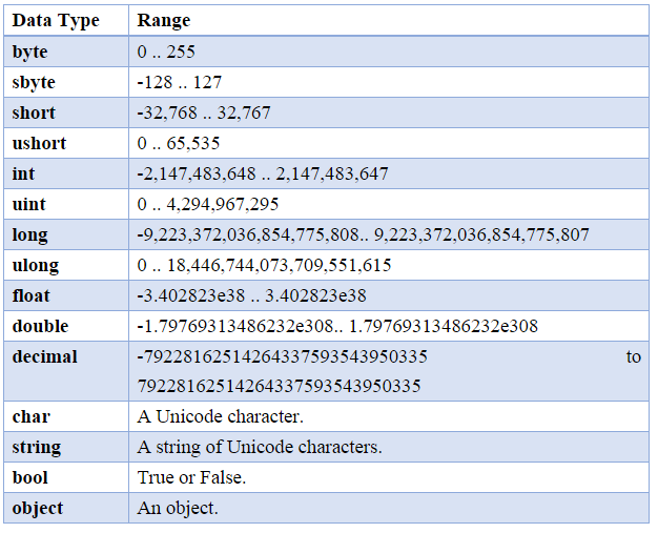 Data Type Range
byte 0 .. 255
sbyte -128 .. 127
short -32,768 .. 32,767
ushort 0 .. 65,535
int -2,147,483,648 .. 2,147,483,647
uint 0 .. 4,294,967,295
long -9,223,372,036,854,775,808.. 9,223,372,036,854,775,807
ulong 0 .. 18,446,744,073,709,551,615
float -3.402823e38 .. 3.402823e38
double -1.79769313486232e308.. 1.79769313486232e308
decimal -79228162514264337593543950335 to
79228162514264337593543950335
char A Unicode character.
string A string of Unicode characters.
bool True or False.
object An object.